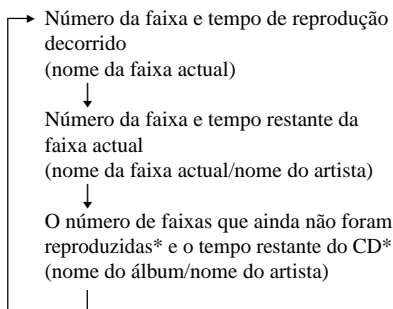 Número da faixa e tempo de reprodução
decorrido
(nome da faixa actual)
Número da faixa e tempo restante da
faixa actual
(nome da faixa actual/nome do artista)
O número de faixas que ainda não foram
reproduzidas* e o tempo restante do CD*
(nome do álbum/nome do artista)